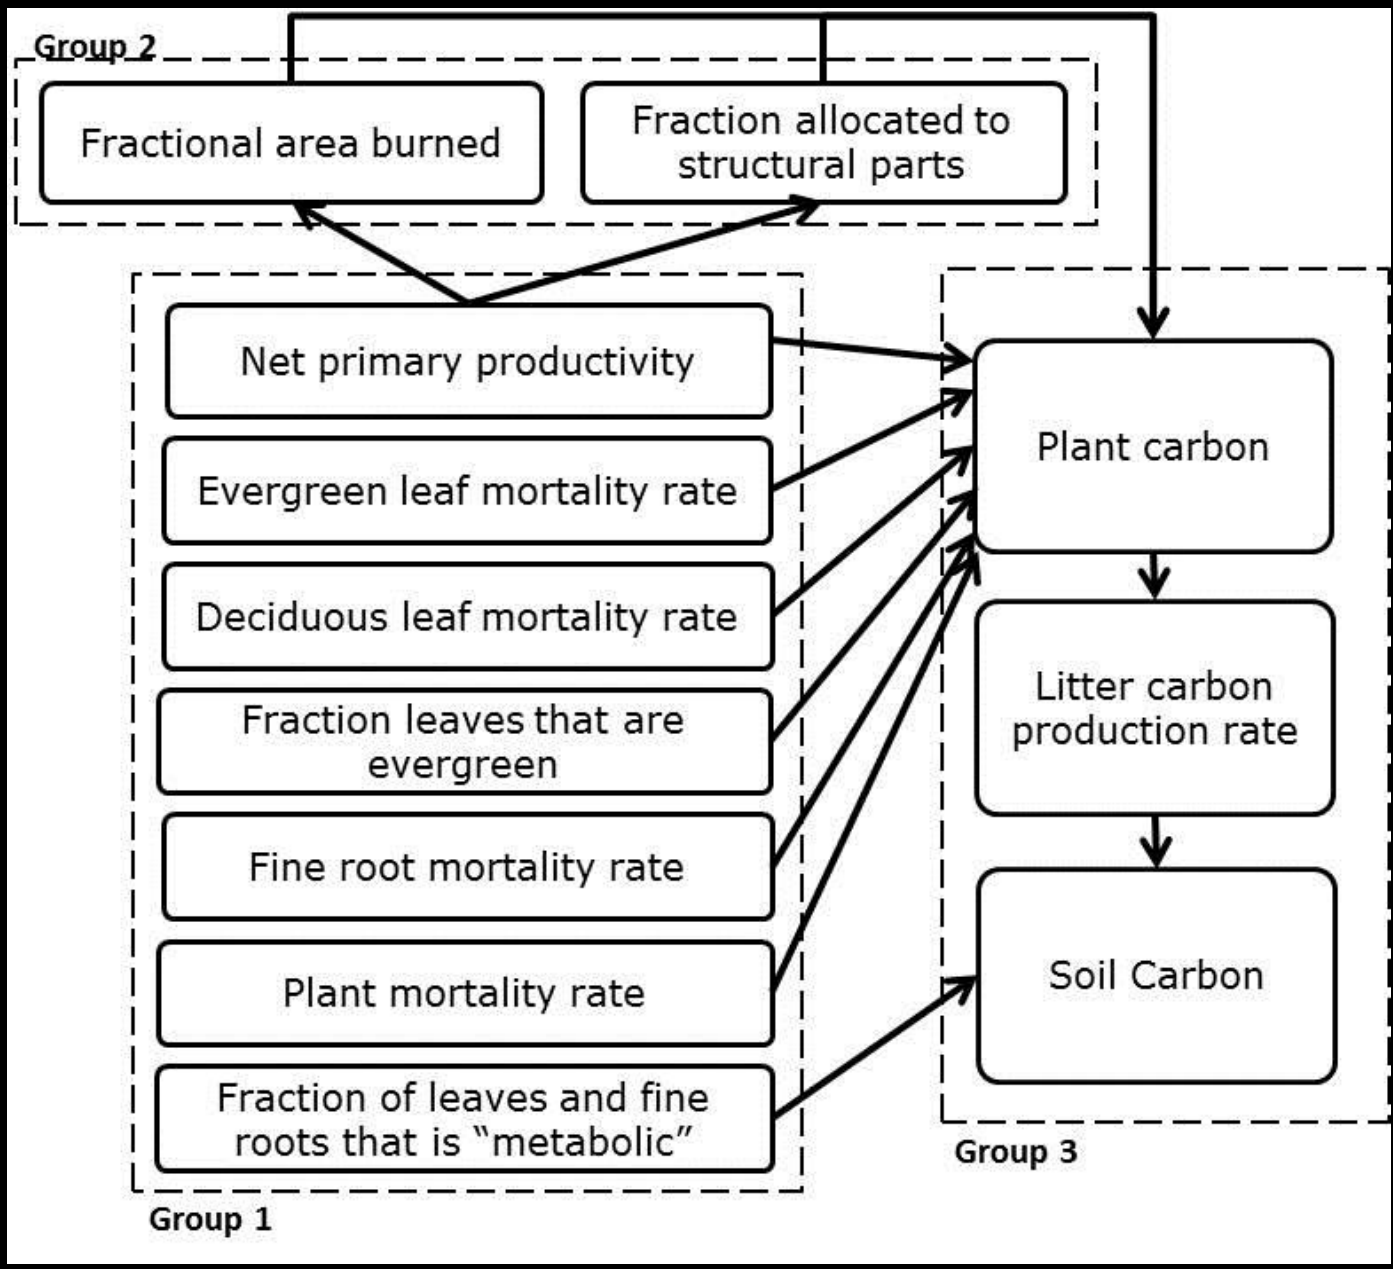 Group 2
Fractional area burned
Fraction allocated to
structural parts
Net primary productivity
Evergreen leaf mortality rate
Deciduous leaf mortality rate
Fraction leaves that are
evergreen
Fine root mortality rate
Plant mortality rate
Fraction of leaves and fine
roots that is “metabolic”
Group 1
Plant carbon
Litter carbon
production rate
Soil Carbon
Group 3